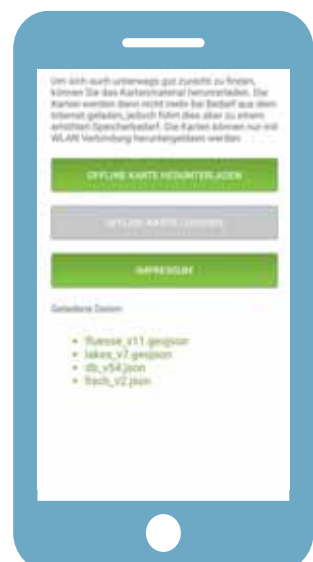 Um sich auch unterwegs gut zurecht zu finden,
können Sie das Kartenmaterial herunterladen. Die
Karten werden dann nicht mehr bei Bedarf aus dem
Internet geladen, jedoch führt dies aber zu einem
erhöhten Speicherbedarf. Die Karten können nur mit
WLAN Verbindung heruntergeladen werden
OFFLINE KARTE HERUNTERLADEN
OFFLINE KARTE LÖSCHEN
IMPRESSUM
Geladene Daten:
fluesse_v11.geojson
lakes_v7.geojson
db_v54.json
fisch_v2.json